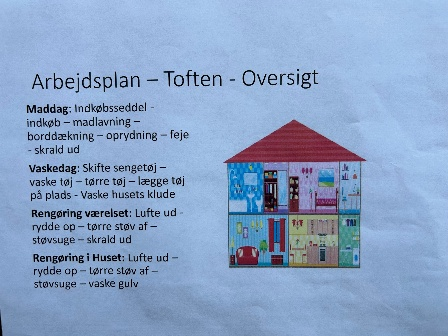 Arbejdsplan – Toften - Oversigt
Maddag: Indkøbsseddel -
indkøb – madlavning –
borddækning – oprydning – feje
- skrald ud
Vaskedag: Skifte sengetøj –
vaske tøj – tørre tøj – lægge tøj
på plads - Vaske husets klude
Rengøring værelset: Lufte ud -
rydde op – tørre støv af –
støvsuge – skrald ud
Rengøring i Huset: Lufte ud –
rydde op – tørre støv af –
støvsuge – vaske gulv